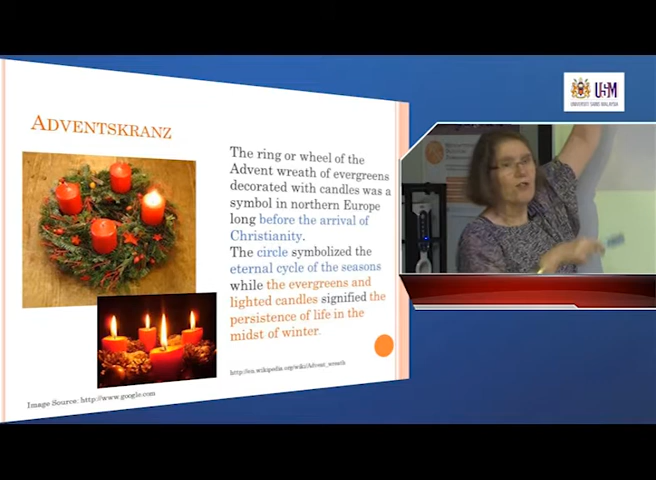 ADVENTSKRANZ
The ring or wheel of the
Advent wreath of evergreens
decorated with candles was a
symbol in northern Europe
long before the arrival of
Christianity.
The circle symbolized the
eternal cycle of the seasons
while the evergreens and
lighted candles signified the
persistence of life in the
midst of winter.
http://en.wikipedia.org/wiki/Advent_wreath
Image Source. http://www.google.com
USM
UNIVERSITI SAINS MALAYSIA